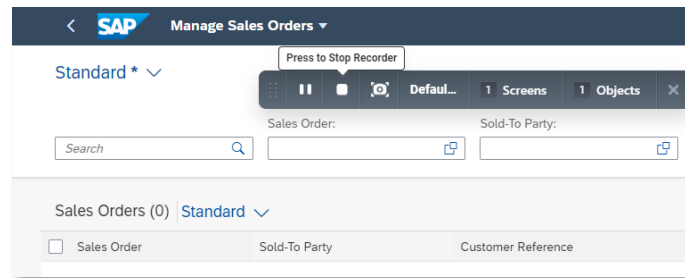 SAP Manage Sales Orders
Press to Stop Recorder
Standard *
Defaul... 1 Screens 1 Objects
Sales Order: Sold-To Party:
Search
Sales Orders (0) Standard
Sales Order Sold-To Party Customer Reference